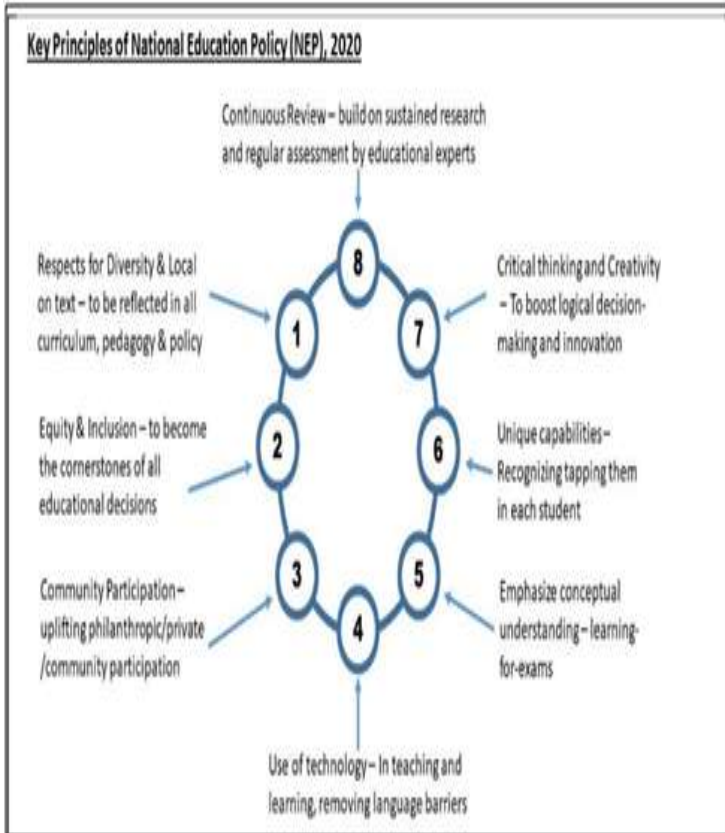 Key Principles of National Education Policy (NEP), 2020
Continuous Review – build on sustained research
and regular assessment by educational experts
8
Respects for Diversity & Local
on text – to be reflected in all
curriculum, pedagogy & policy
1
Critical thinking and Creativity
– To boost logical decision-
making and innovation
7
Equity & Inclusion – to become
the cornerstones of all
educational decisions
2
Unique capabilities –
Recognizing tapping them
in each student
6
Community Participation –
uplifting philanthropic/private
/community participation
3
Emphasize conceptual
understanding – learning-
for-exams
5
4
Use of technology – In teaching and
learning, removing language barriers